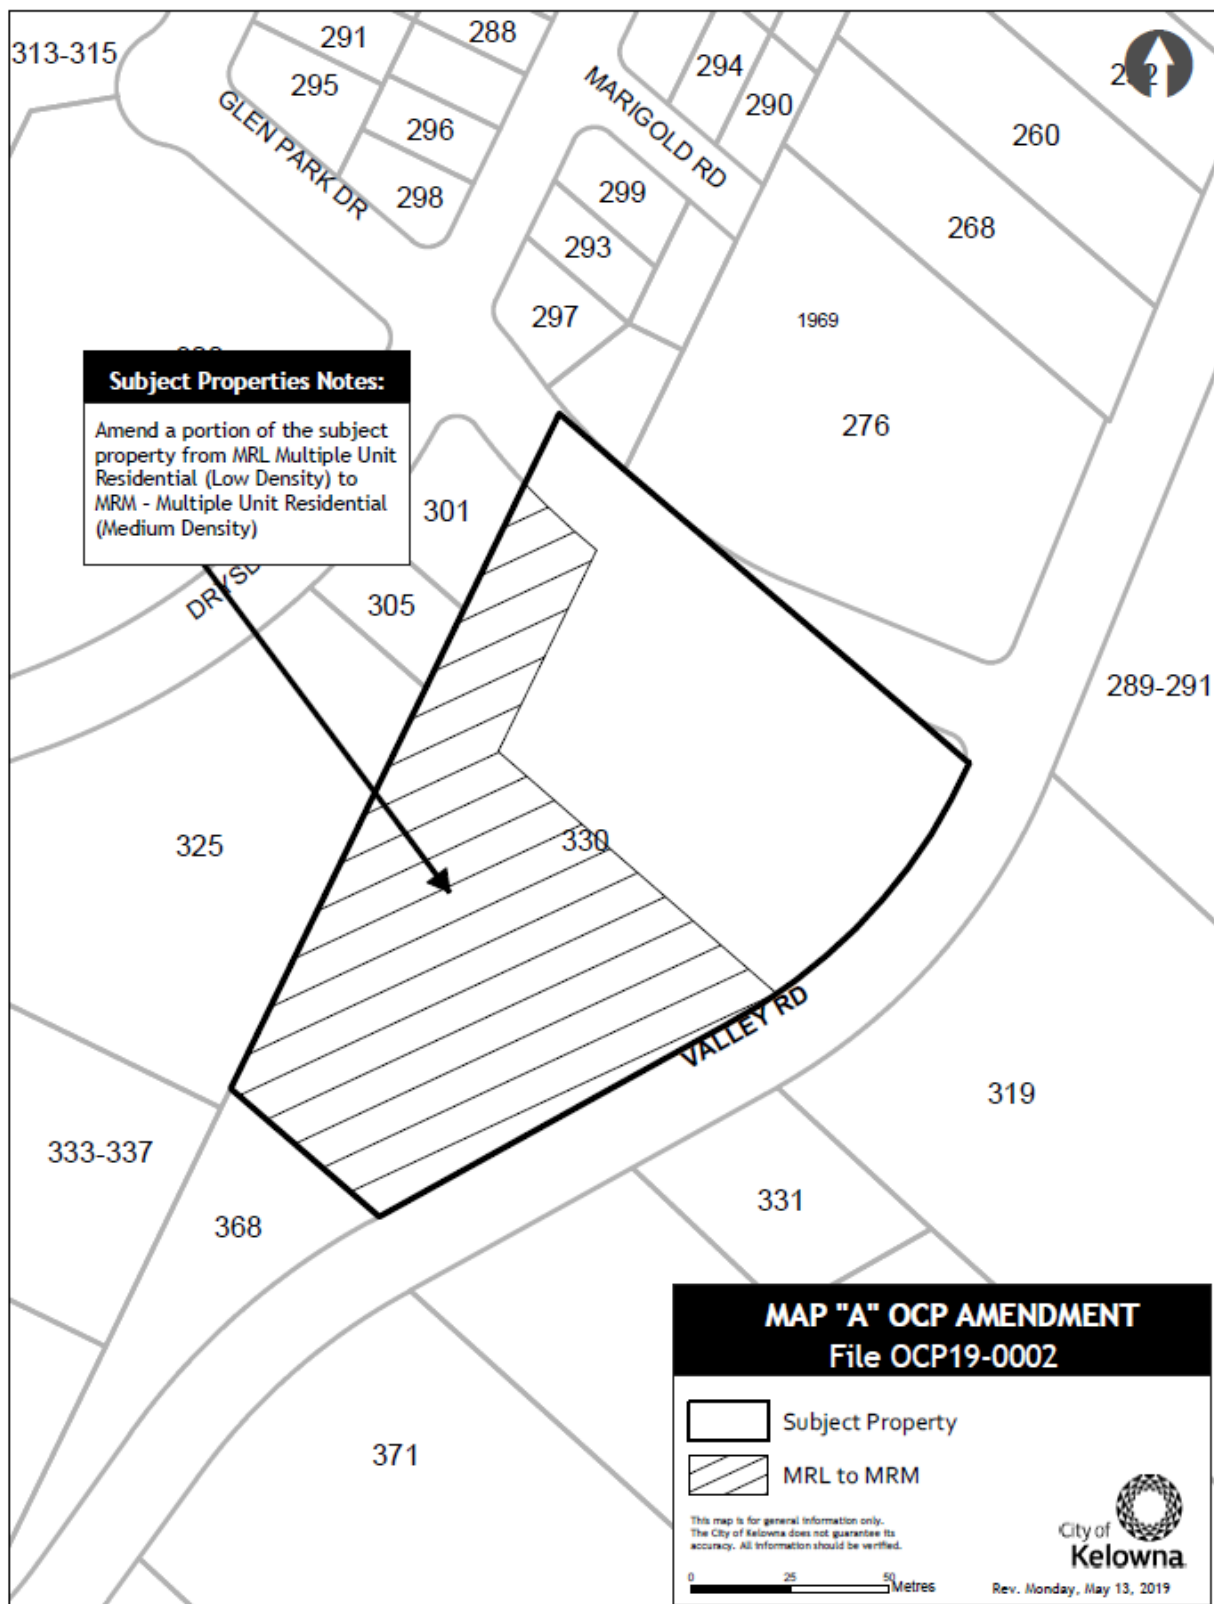 313-315
291
288
295
296
298
GLEN PARK DR
MARIGOLD RD
294
290
260
299
268
293
297
1969
276
Subject Properties Notes:
Amend a portion of the subject
property from MRL Multiple Unit
Residential (Low Density) to
MRM - Multiple Unit Residential
(Medium Density)
301
305
289-291
325
330
VALLEY RD
319
333-337
331
368
371
MAP "A" OCP AMENDMENT
File OCP19-0002
Subject Property
MRL to MRM
This map is for general information only.
The City of Kelowna does not guarantee its
accuracy. All information should be verified.
0 25 50 Metres
City of
Kelowna
Rev. Monday, May 13, 2019